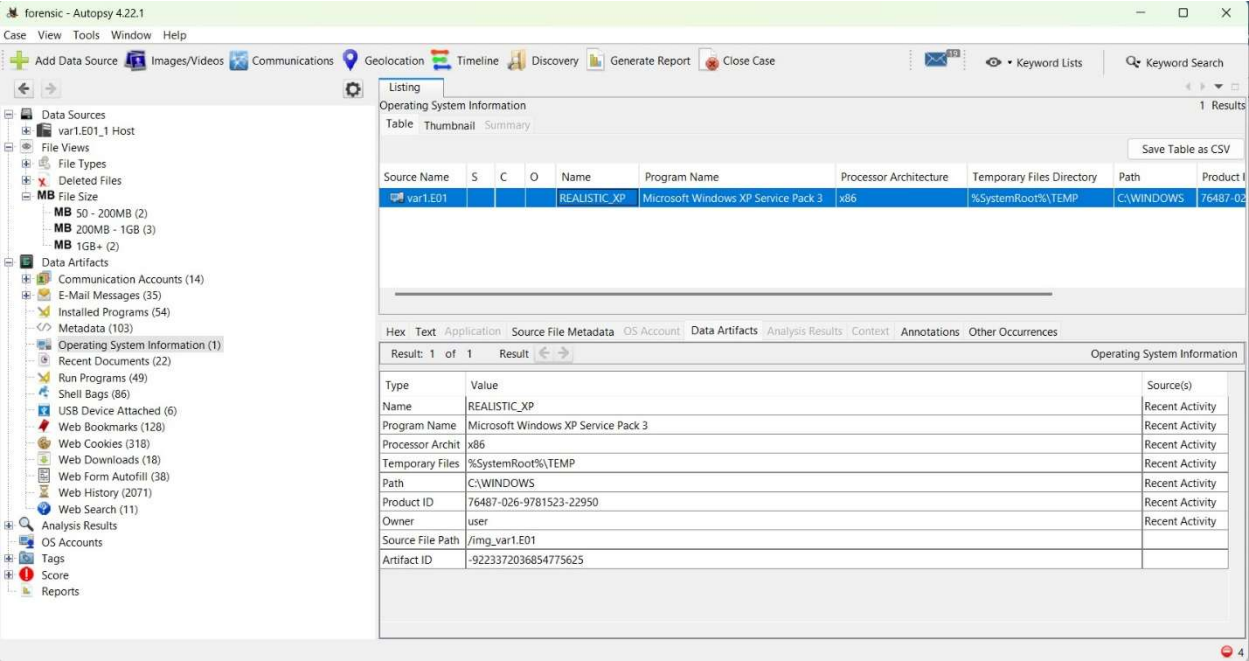 forensic - Autopsy 4.22.1
Case View Tools Window Help
Add Data Source Images/Videos Communications Geolocation Timeline Discovery Generate Report Close Case 19 Keyword Lists Keyword Search
Data Sources
var1.E01_1 Host
File Views
File Types
Deleted Files
MB File Size
MB 50 - 200MB (2)
MB 200MB - 1GB (3)
MB 1GB+ (2)
Data Artifacts
Communication Accounts (14)
E-Mail Messages (35)
Installed Programs (54)
Metadata (103)
Operating System Information (1)
Recent Documents (22)
Run Programs (49)
Shell Bags (86)
USB Device Attached (6)
Web Bookmarks (128)
Web Cookies (318)
Web Downloads (18)
Web Form Autofill (38)
Web History (2071)
Web Search (11)
Analysis Results
OS Accounts
Tags
Score
Reports
Listing
Operating System Information 1 Results
Table Thumbnail Summary
Save Table as CSV
Source Name S C O Name Program Name Processor Architecture Temporary Files Directory Path Product I
var1.E01 REALISTIC_XP Microsoft Windows XP Service Pack 3 x86 %SystemRoot%\TEMP C:\WINDOWS 76487-02
Hex Text Application Source File Metadata OS Account Data Artifacts Analysis Results Context Annotations Other Occurrences
Result: 1 of 1 Result Operating System Information
Type Value Source(s)
Name REALISTIC_XP Recent Activity
Program Name Microsoft Windows XP Service Pack 3 Recent Activity
Processor Archit x86 Recent Activity
Temporary Files %SystemRoot%\TEMP Recent Activity
Path C:\WINDOWS Recent Activity
Product ID 76487-026-9781523-22950 Recent Activity
Owner user Recent Activity
Source File Path /img_var1.E01
Artifact ID -9223372036854775625
4